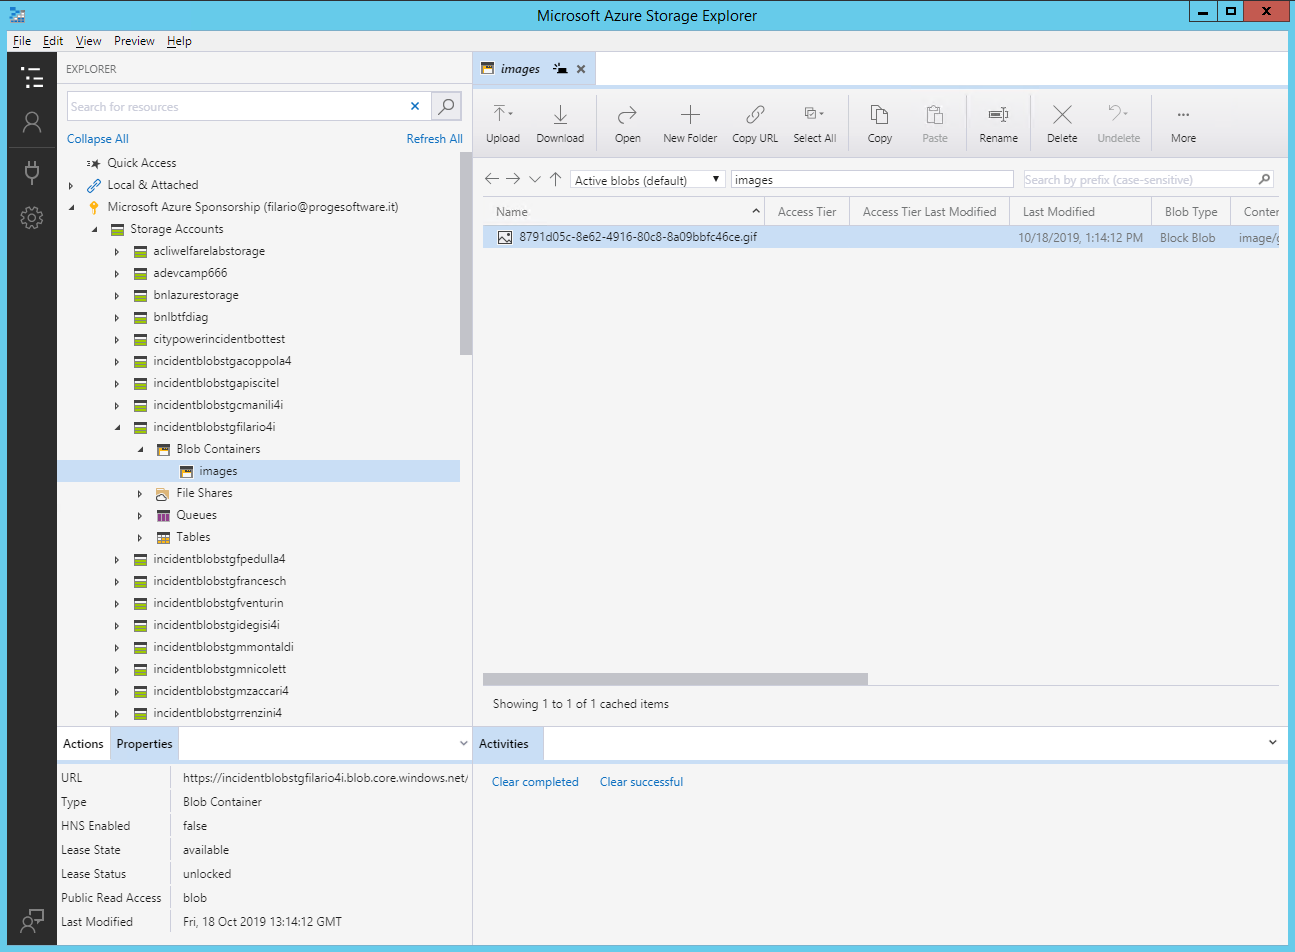 Microsoft Azure Storage Explorer
File Edit View Preview Help
EXPLORER
Search for resources
Collapse All Refresh All
Quick Access
Local & Attached
Microsoft Azure Sponsorship (filario@progesoftware.it)
Storage Accounts
acliwelfarelabstorage
adevcamp666
bnlazurestorage
bnlbtfdiag
citypowerincidentbottest
incidentblobstgacoppola4
incidentblobstgapiscitel
incidentblobstgcmanili4i
incidentblobstgfilario4i
Blob Containers
images
File Shares
Queues
Tables
incidentblobstgfpedulla4
incidentblobstgfrancesch
incidentblobstgfventurin
incidentblobstgidegisi4i
incidentblobstgmmontaldi
incidentblobstgmnicolett
incidentblobstgmzaccari4
incidentblobstgrrenzini4
images
Upload Download Open New Folder Copy URL Select All Copy Paste Rename Delete Undelete More
Active blobs (default) images Search by prefix (case-sensitive)
Name Access Tier Access Tier Last Modified Last Modified Blob Type Conter
8791d05c-8e62-4916-80c8-8a09bbfc46ce.gif 10/18/2019, 1:14:12 PM Block Blob image/g
Showing 1 to 1 of 1 cached items
Actions Properties
URL https://incidentblobstgfilario4i.blob.core.windows.net/
Type Blob Container
HNS Enabled false
Lease State available
Lease Status unlocked
Public Read Access blob
Last Modified Fri, 18 Oct 2019 13:14:12 GMT
Activities
Clear completed Clear successful